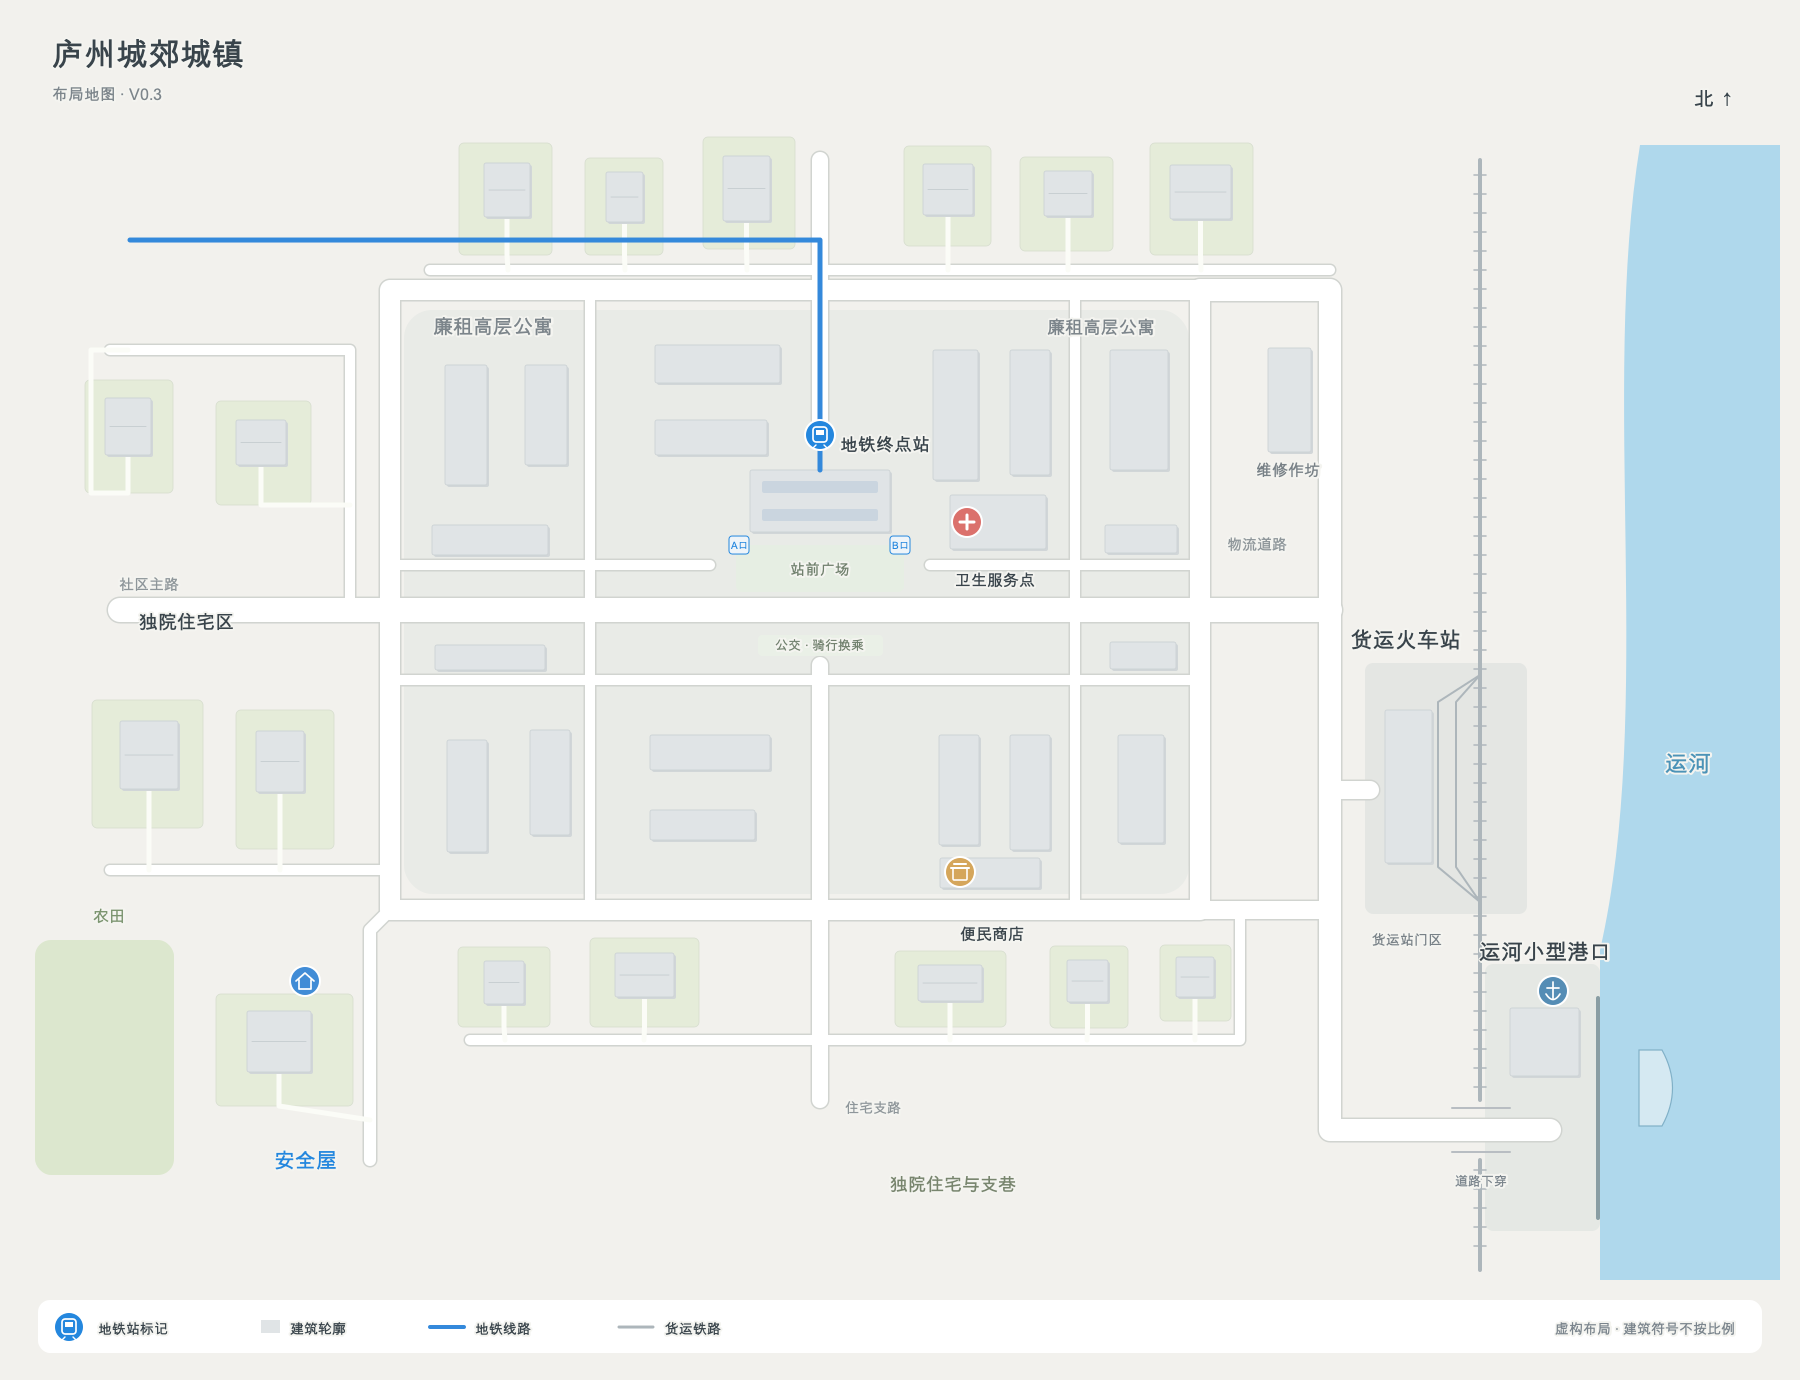 庐州城郊城镇
布局地图 · V0.3
北 ↑
廉租高层公寓
廉租高层公寓
地铁终点站
维修作坊
A口
B口
物流道路
站前广场
卫生服务点
社区主路
独院住宅区
公交 · 骑行换乘
货运火车站
运河
农田
便民商店
货运站门区
运河小型港口
住宅支路
安全屋
独院住宅与支巷
道路下穿
地铁站标记
建筑轮廓
地铁线路
货运铁路
虚构布局 · 建筑符号不按比例